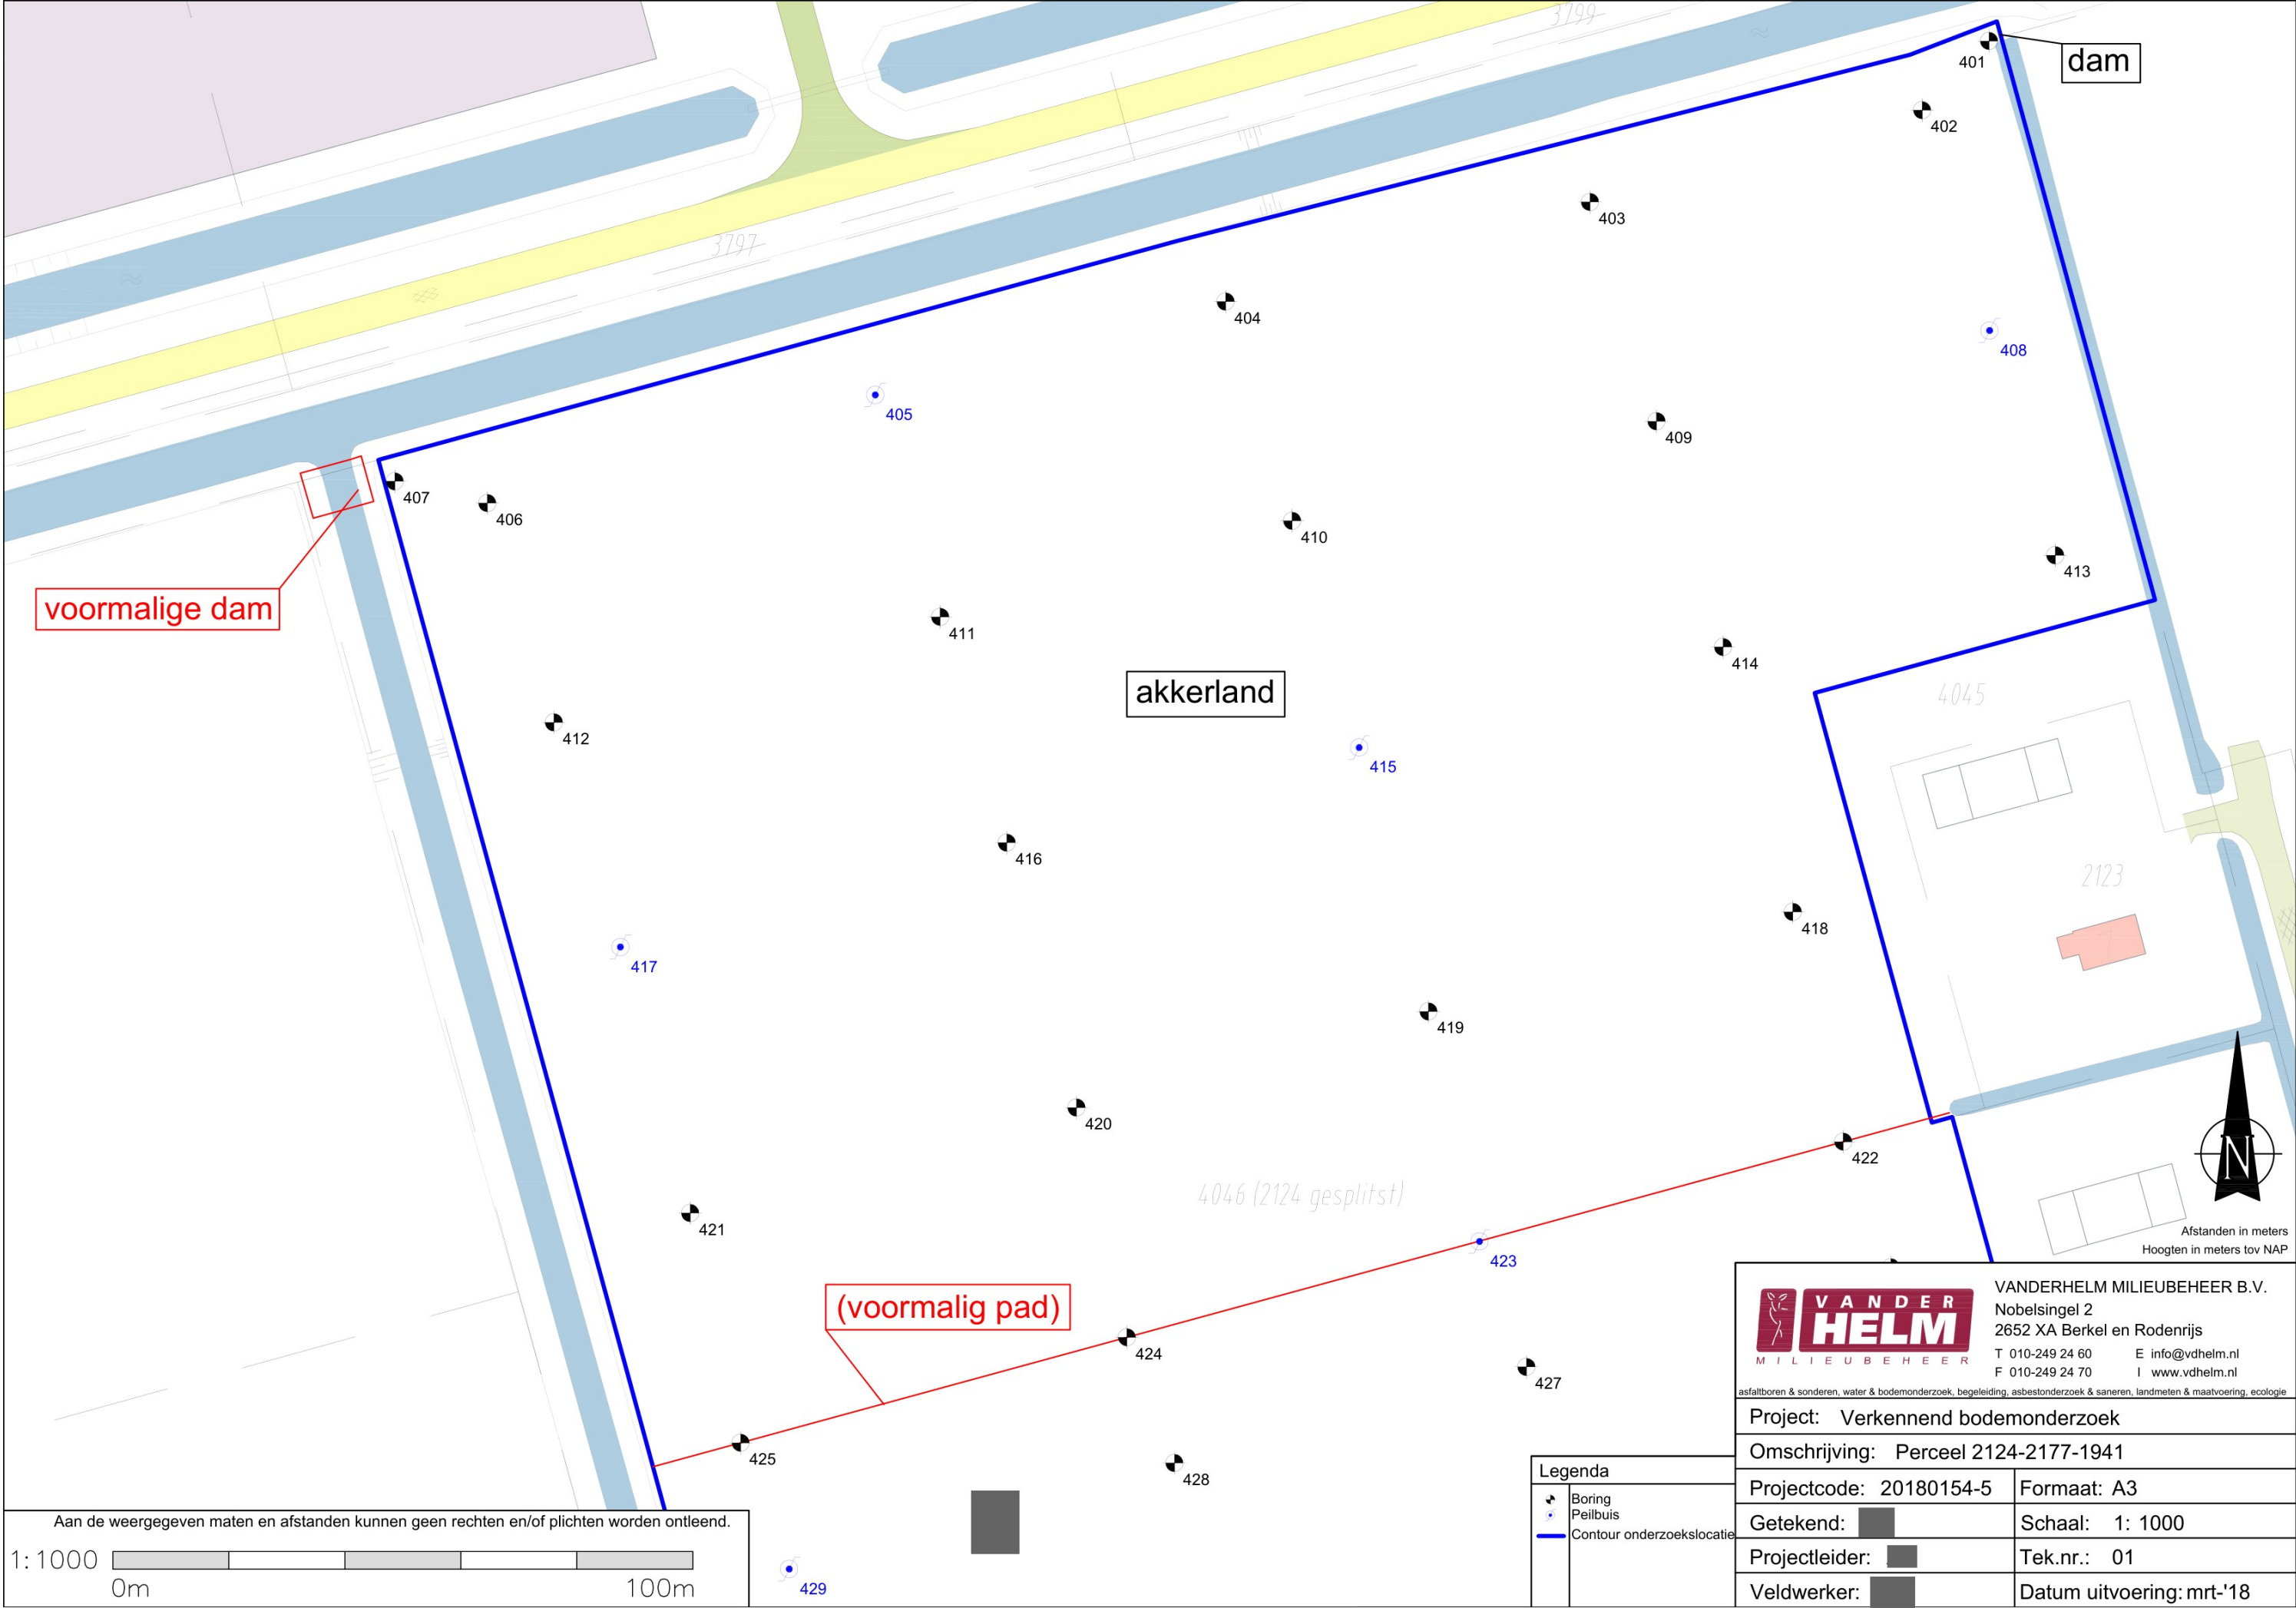 3799
dam
401
402
403
3797
404
408
405
409
407
406
410
413
voormalige dam
411
414
akkerland
4045
412
415
416
2123
7
418
417
419
420
422
4046 (2124 gesplitst)
421
N
Afstanden in meters
Hoogten in meters tov NAP
423
(voormalig pad)
424
427
425
428
429
VANDER
HELM
MILIEUBEHEER
VANDERHELM MILIEUBEHEER B.V.
Nobelsingel 2
2652 XA Berkel en Rodenrijs
T 010-249 24 60 E info@vdhelm.nl
F 010-249 24 70 I www.vdhelm.nl
asfaltboren & sonderen, water & bodemonderzoek, begeleiding, asbestonderzoek & saneren, landmeten & maatvoering, ecologie
Project: Verkennend bodemonderzoek
Omschrijving: Perceel 2124-2177-1941
Projectcode: 20180154-5 Formaat: A3
Getekend: Schaal: 1: 1000
Projectleider: Tek.nr.: 01
Veldwerker: Datum uitvoering: mrt-'18
Legenda
Boring
Peilbuis
Contour onderzoekslocatie
Aan de weergegeven maten en afstanden kunnen geen rechten en/of plichten worden ontleend.
1:1000
0m 100m